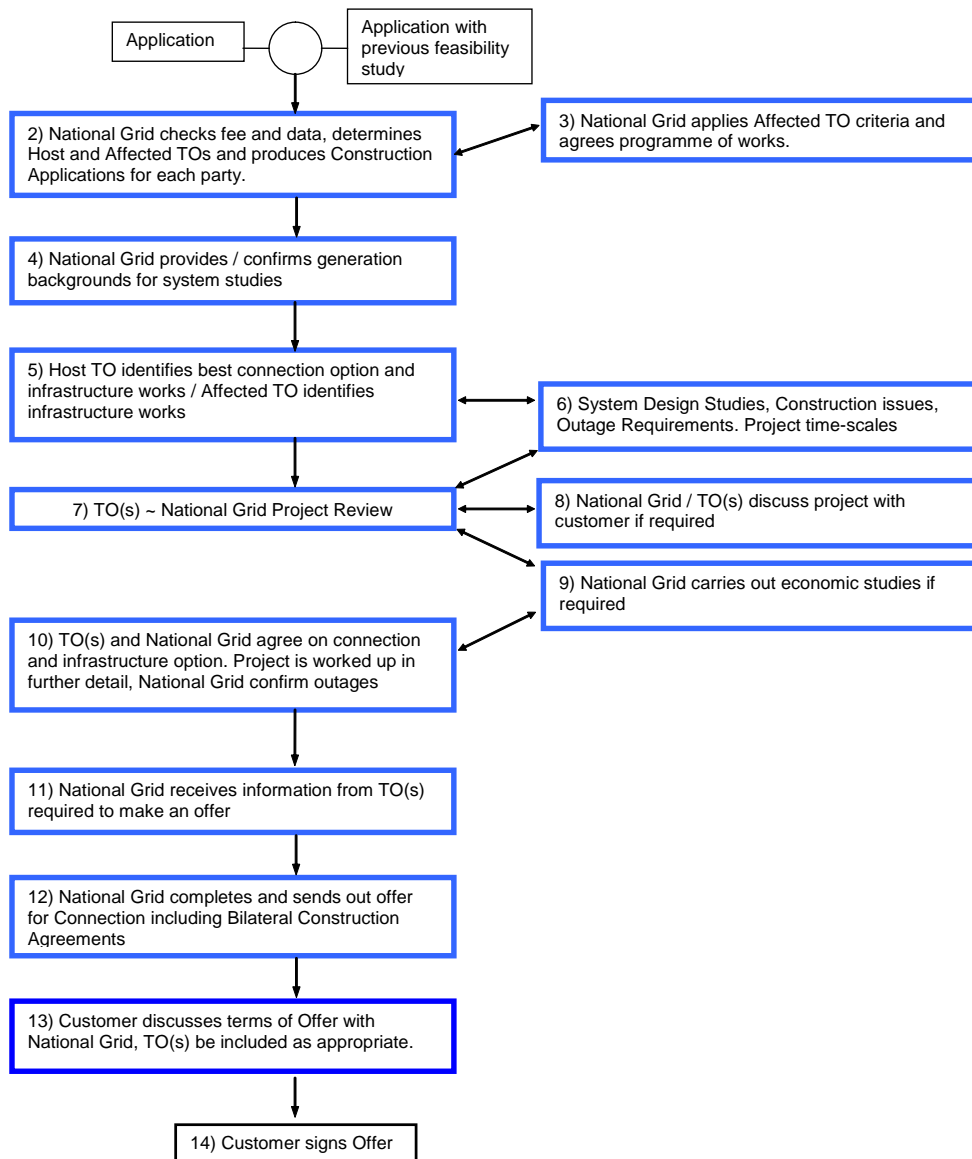 Application
Application with
previous feasibility
study
2) National Grid checks fee and data, determines
Host and Affected TOs and produces Construction
Applications for each party.
3) National Grid applies Affected TO criteria and
agrees programme of works.
4) National Grid provides / confirms generation
backgrounds for system studies
5) Host TO identifies best connection option and
infrastructure works / Affected TO identifies
infrastructure works
6) System Design Studies, Construction issues,
Outage Requirements. Project time-scales
7) TO(s) ~ National Grid Project Review
8) National Grid / TO(s) discuss project with
customer if required
9) National Grid carries out economic studies if
required
10) TO(s) and National Grid agree on connection
and infrastructure option. Project is worked up in
further detail, National Grid confirm outages
11) National Grid receives information from TO(s)
required to make an offer
12) National Grid completes and sends out offer
for Connection including Bilateral Construction
Agreements
13) Customer discusses terms of Offer with
National Grid, TO(s) be included as appropriate.
14) Customer signs Offer